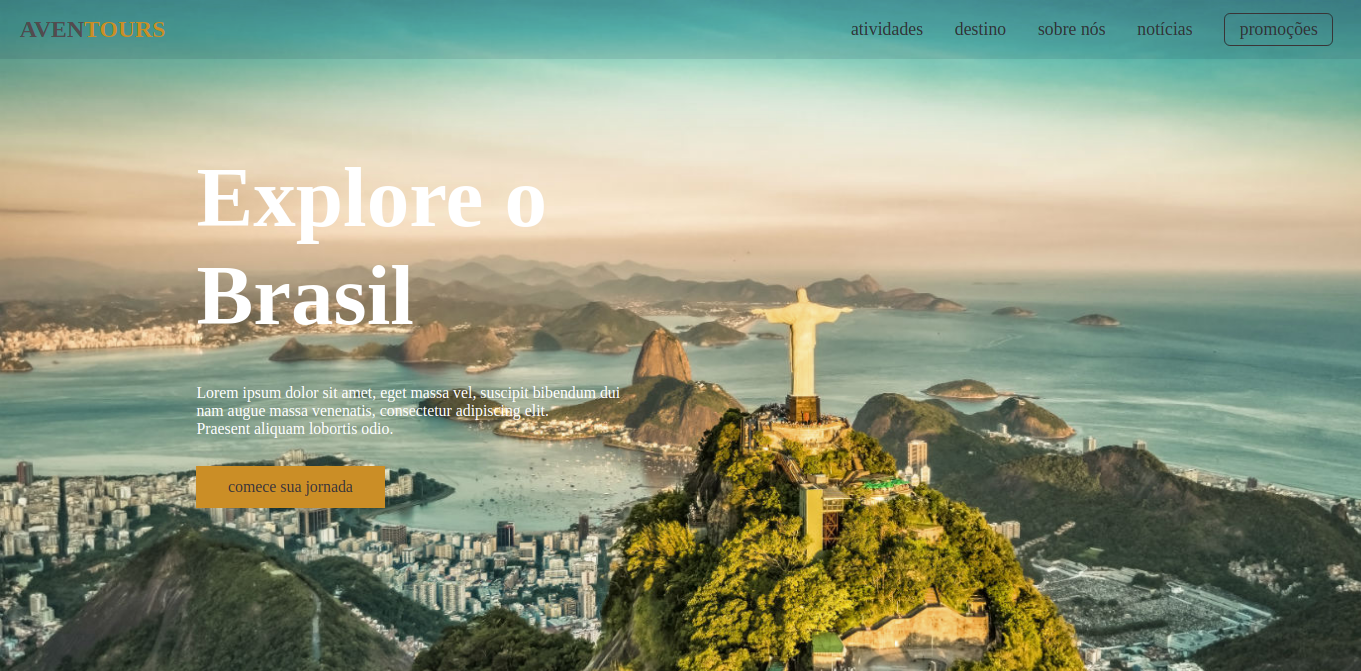 AVENTOURS
atividades destino sobre nós notícias promoções
Explore o
Brasil
Lorem ipsum dolor sit amet, eget massa vel, suscipit bibendum dui
nam augue massa venenatis, consectetur adipiscing elit.
Praesent aliquam lobortis odio.
comece sua jornada